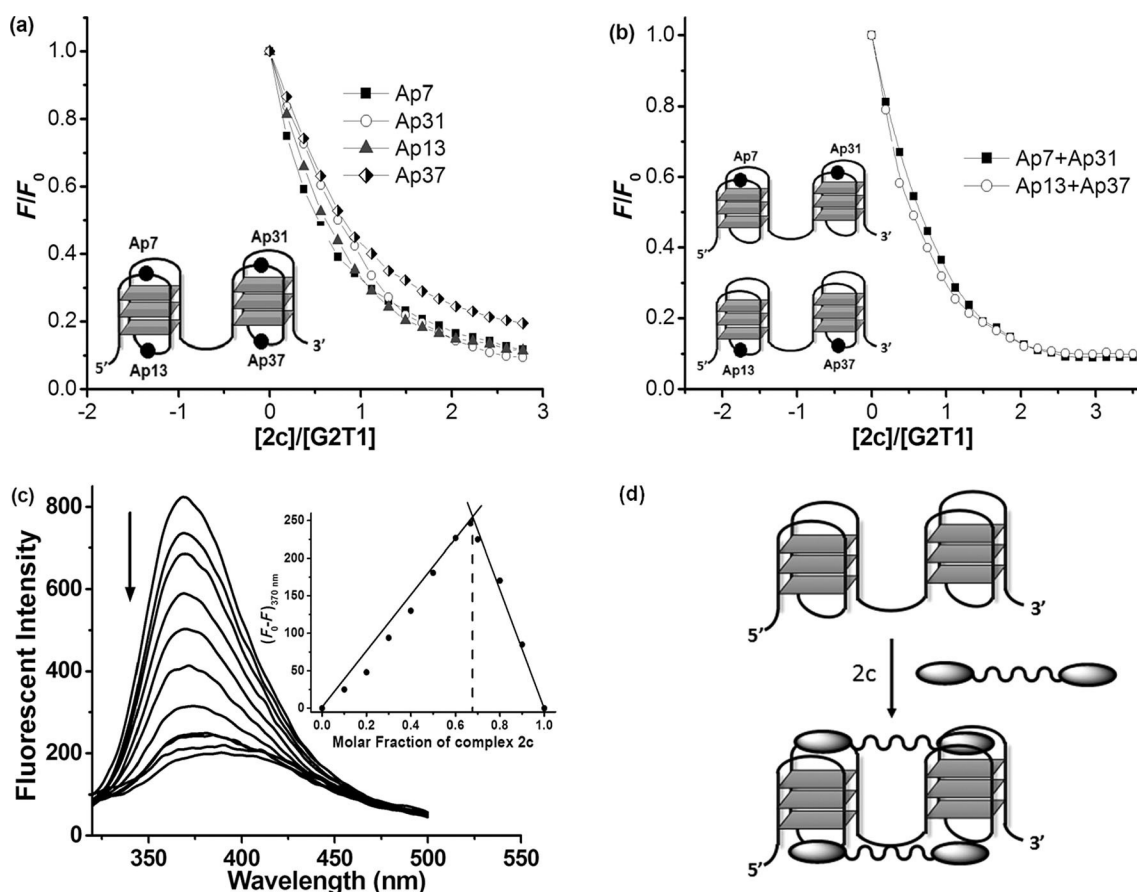 (a)
F/F0
1.0
0.8
0.6
0.4
0.2
0.0
-2
-1
0
1
2
3
[2c]/[G2T1]
Ap7
Ap31
Ap13
Ap37
Ap7
Ap31
5'
Ap13
Ap37
3'
(b)
F/F0
1.0
0.8
0.6
0.4
0.2
0.0
-2
-1
0
1
2
3
[2c]/[G2T1]
Ap7+Ap31
Ap13+Ap37
Ap7
Ap31
5'
3'
5'
Ap13
Ap37
3'
(c)
Fluorescent Intensity
800
600
400
200
0
350
400
450
500
550
Wavelength (nm)
(F0-F)370 nm
250
200
150
100
50
0
0.0
0.2
0.4
0.6
0.8
1.0
Molar Fraction of complex 2c
(d)
5'
3'
2c
5'
3'